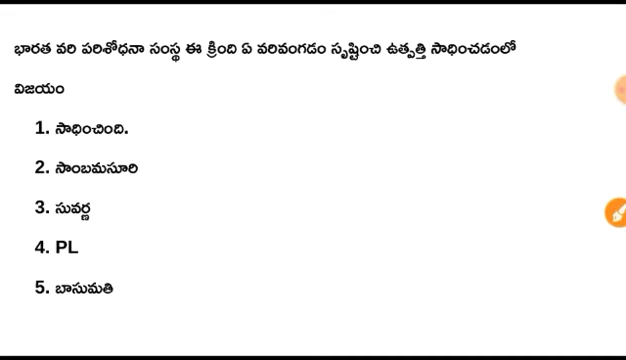 భారత వరి పరిశోధనా సంస్థ ఈ క్రింది ఏ వరివంగడం సృష్టించి ఉత్పత్తి సాధించడంలో
విజయం
1. సాధించింది.
2. సాంబమసూరి
3. సువర్ణ
4. PL
5. బాసుమతి